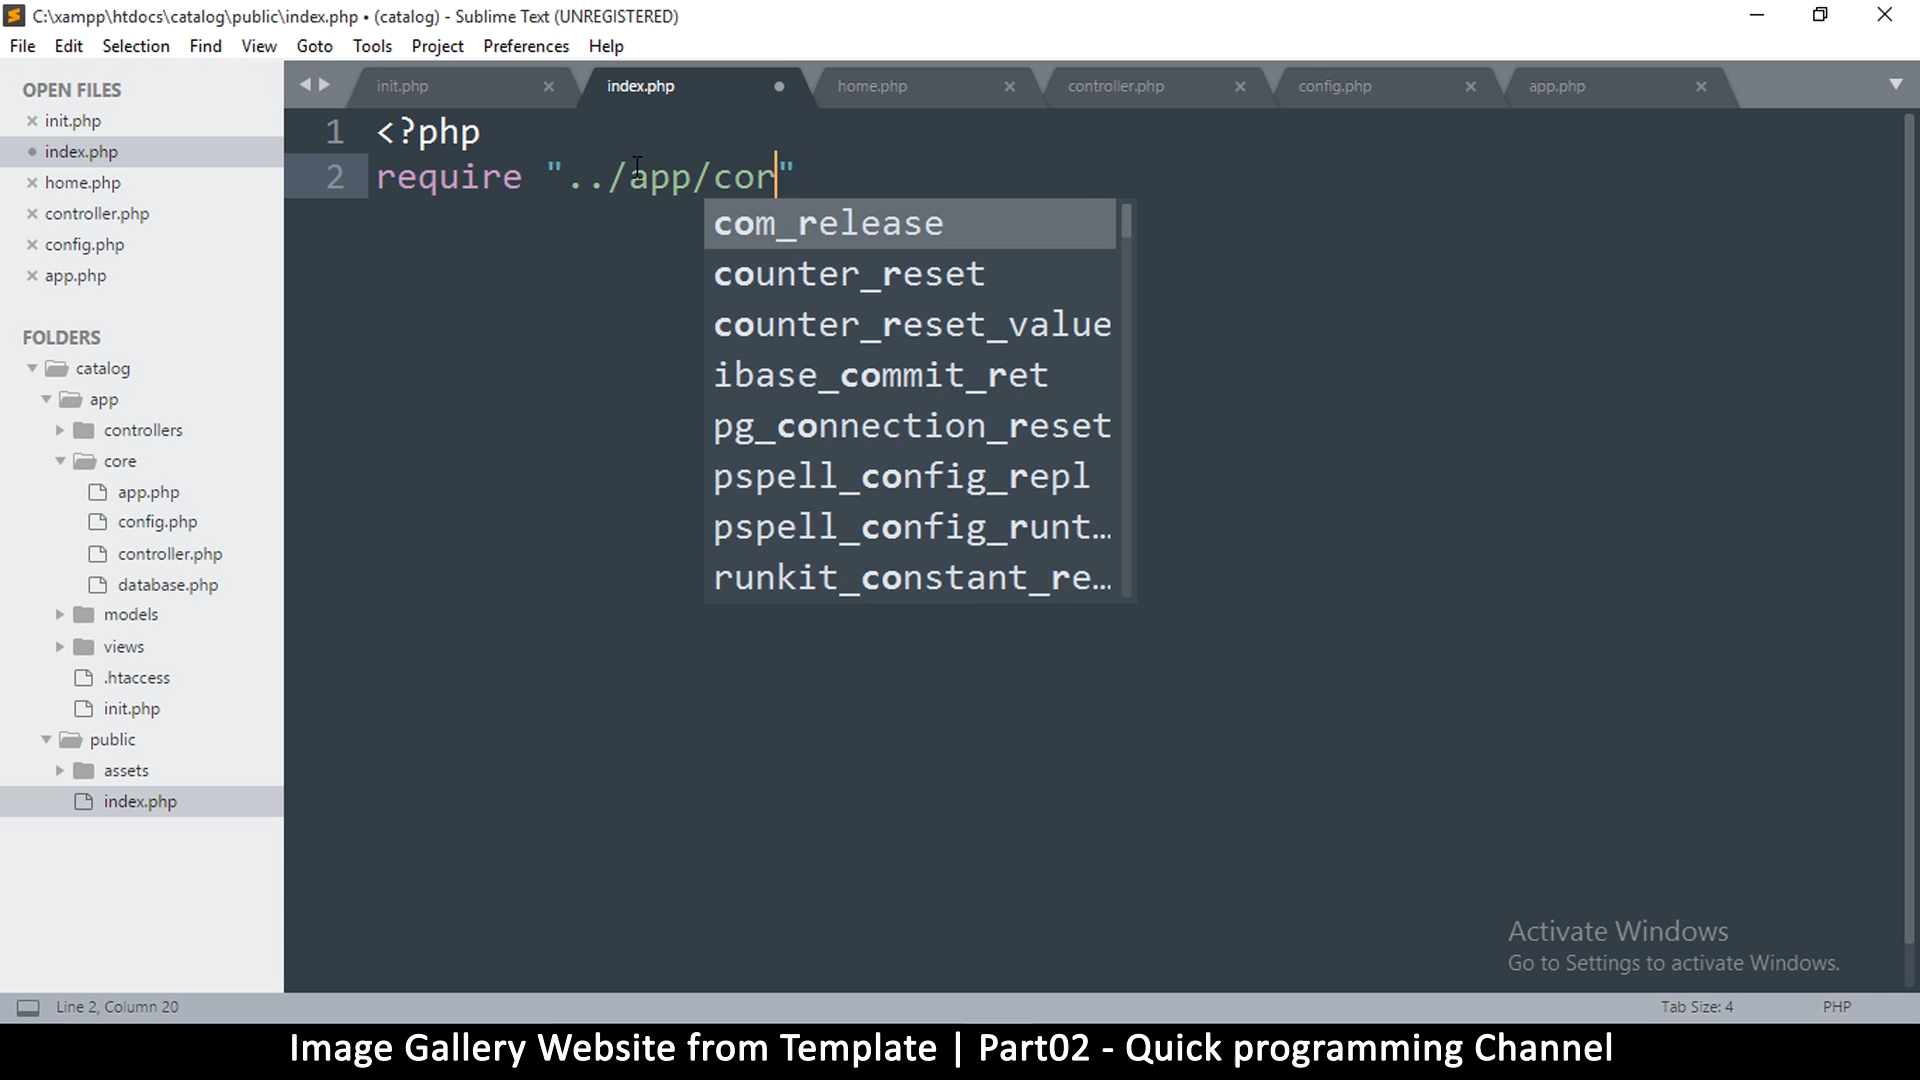 C:\xampp\htdocs\catalog\public\index.php • (catalog) - Sublime Text (UNREGISTERED)
File Edit Selection Find View Goto Tools Project Preferences Help
OPEN FILES
init.php
index.php
home.php
controller.php
config.php
app.php
FOLDERS
catalog
app
controllers
core
app.php
config.php
controller.php
database.php
models
views
.htaccess
init.php
public
assets
index.php
init.php index.php home.php controller.php config.php app.php
1 <?php
2 require "../app/cor"
com_release
counter_reset
counter_reset_value
ibase_commit_ret
pg_connection_reset
pspell_config_repl
pspell_config_runt…
runkit_constant_re…
Activate Windows
Go to Settings to activate Windows.
Line 2, Column 20 Tab Size: 4 PHP
Image Gallery Website from Template | Part02 - Quick programming Channel